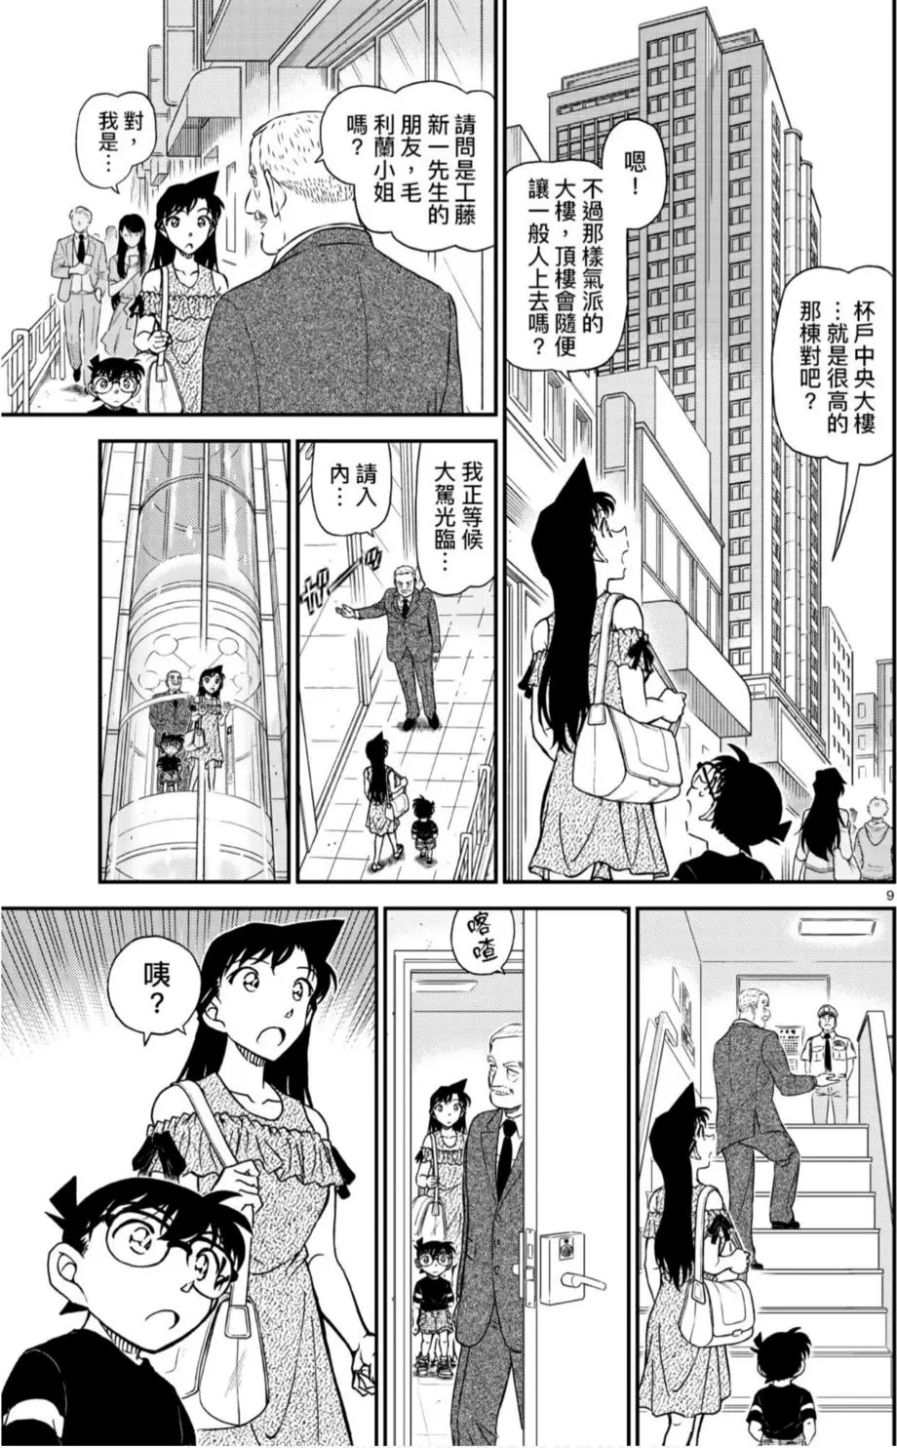 杯戶中央大樓
…就是很高的
那棟對吧？
嗯！
不過那樣氣派的
大樓，頂樓會隨便
讓一般人上去嗎？
請問是工藤
新一先生的
朋友，毛
利蘭小姐
嗎？
對，
我是…
我正等候
大駕光臨…
請入
內…
ザーッ
9
喀喳
咦？